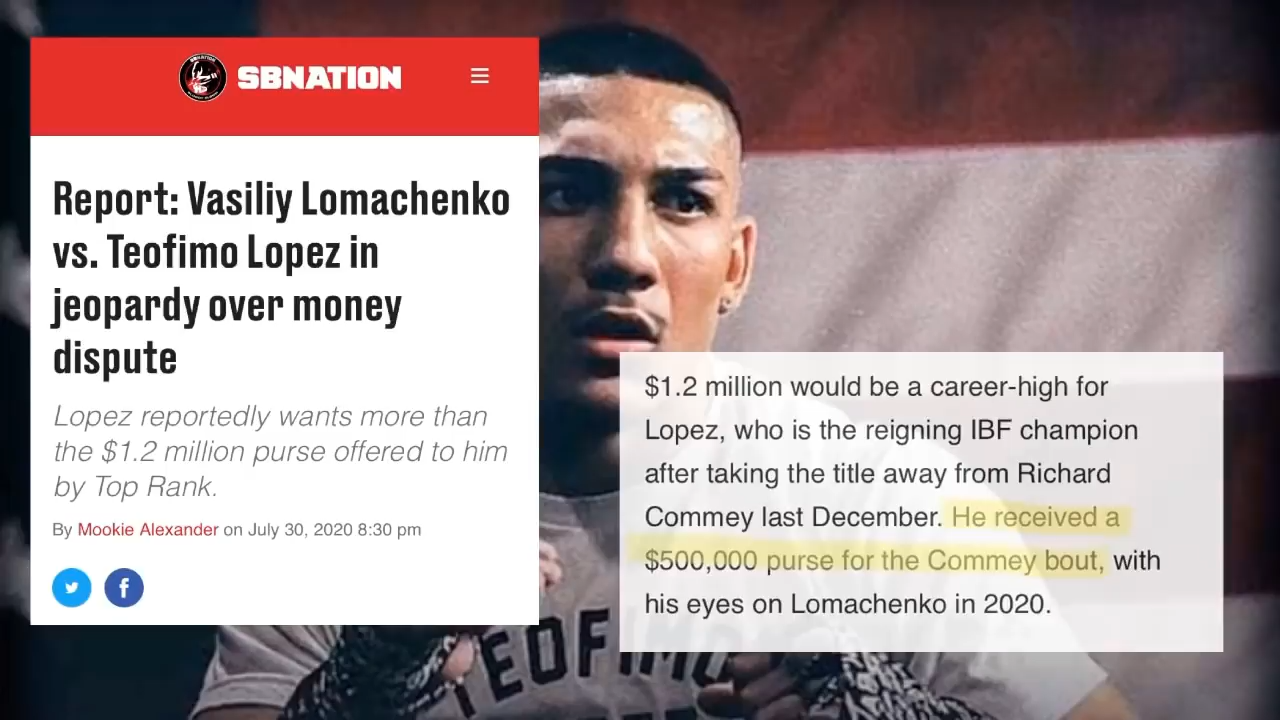 SBNATION
Report: Vasiliy Lomachenko
vs. Teofimo Lopez in
jeopardy over money
dispute
Lopez reportedly wants more than
the $1.2 million purse offered to him
by Top Rank.
By Mookie Alexander on July 30, 2020 8:30 pm
$1.2 million would be a career-high for
Lopez, who is the reigning IBF champion
after taking the title away from Richard
Commey last December. He received a
$500,000 purse for the Commey bout, with
his eyes on Lomachenko in 2020.
TEOFIMO